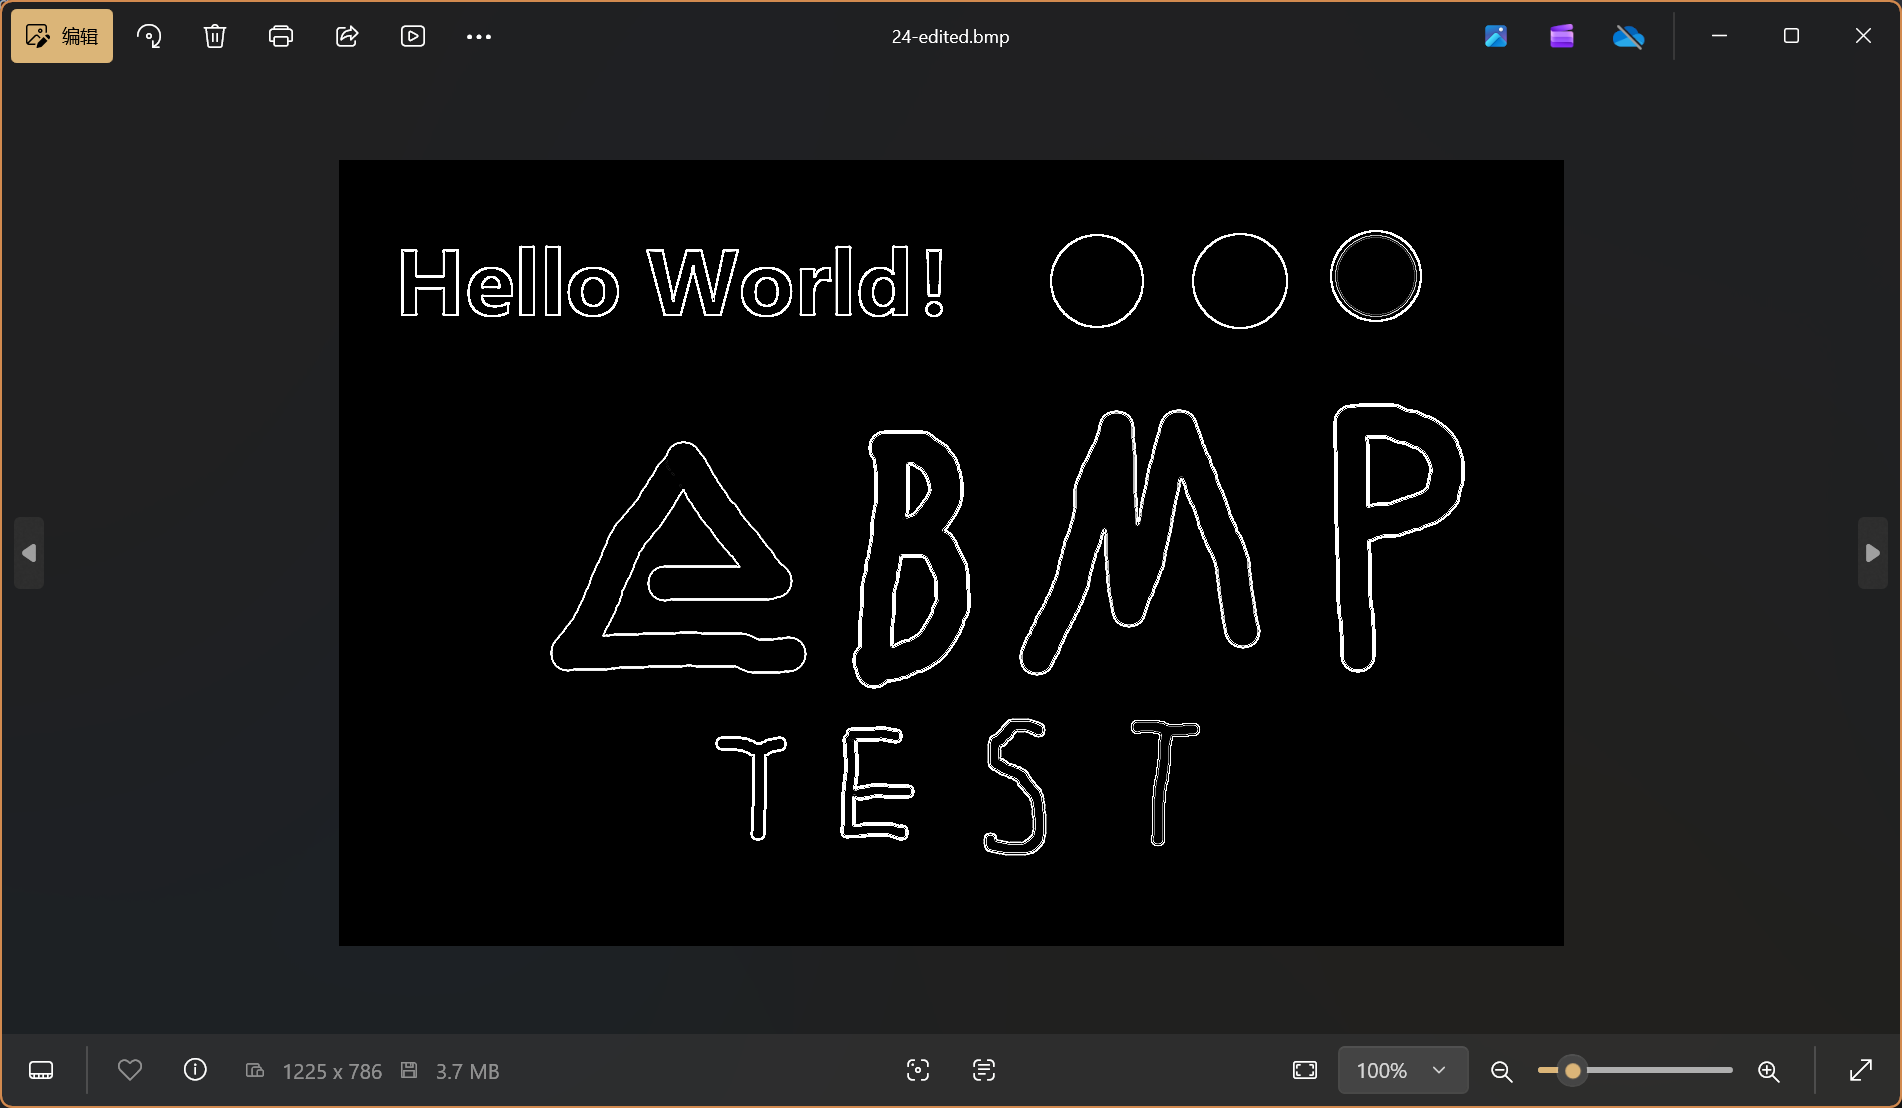 编辑
24-edited.bmp
Hello World!
BMP
TEST
1225 x 786
3.7 MB
100%